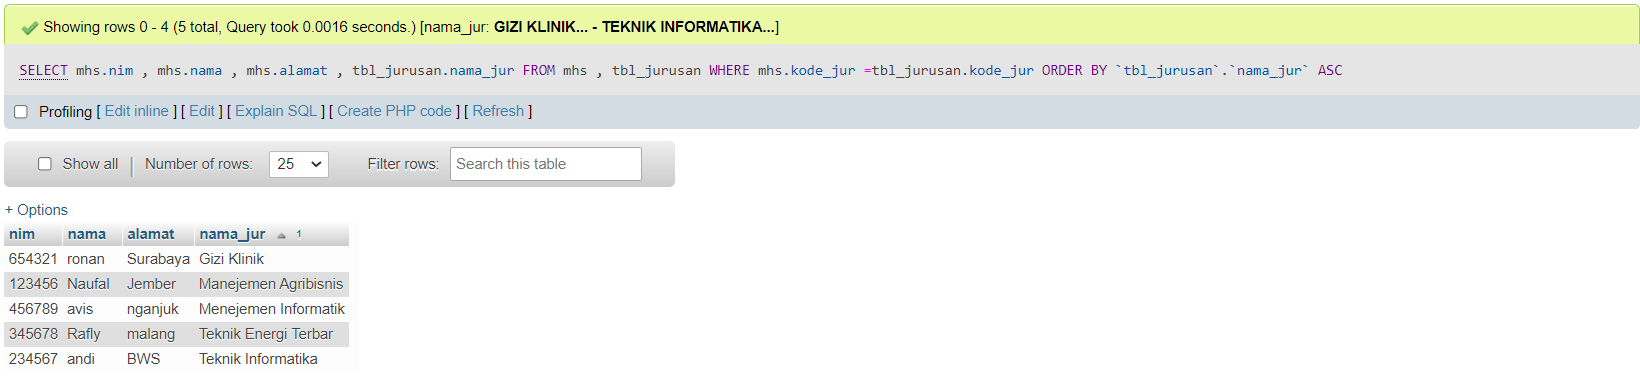 Showing rows 0 - 4 (5 total, Query took 0.0016 seconds.) [nama_jur: GIZI KLINIK... - TEKNIK INFORMATIKA...]
SELECT mhs.nim , mhs.nama , mhs.alamat , tbl_jurusan.nama_jur FROM mhs , tbl_jurusan WHERE mhs.kode_jur =tbl_jurusan.kode_jur ORDER BY `tbl_jurusan`.`nama_jur` ASC
Profiling [ Edit inline ] [ Edit ] [ Explain SQL ] [ Create PHP code ] [ Refresh ]
Show all | Number of rows: 25 Filter rows: Search this table
+ Options
nim nama alamat nama_jur 1
654321 ronan Surabaya Gizi Klinik
123456 Naufal Jember Manejemen Agribisnis
456789 avis nganjuk Menejemen Informatik
345678 Rafly malang Teknik Energi Terbar
234567 andi BWS Teknik Informatika